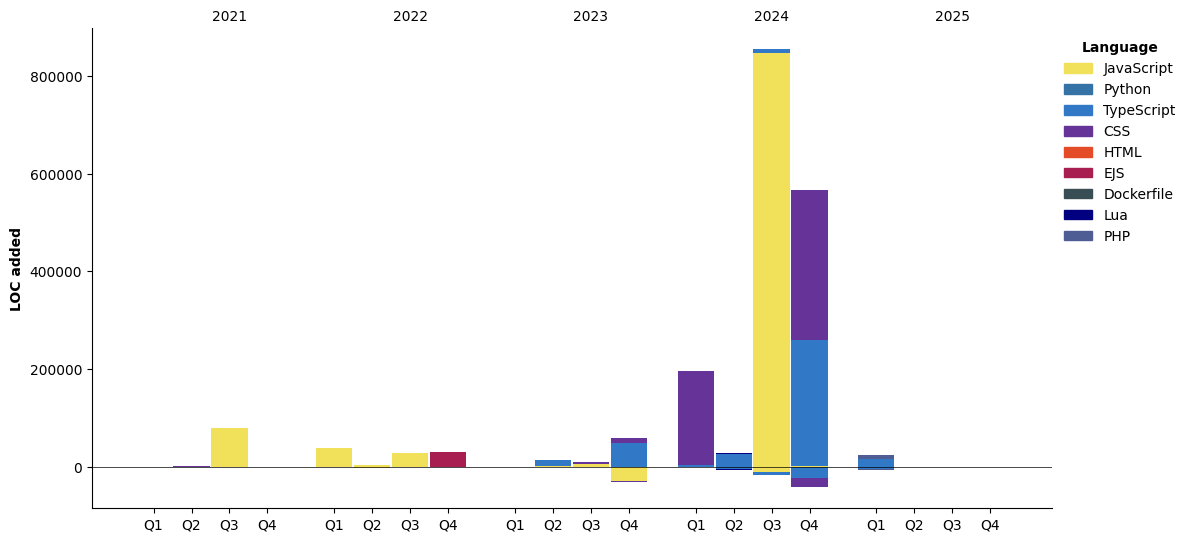 2021 2022 2023 2024 2025
Language
JavaScript
Python
TypeScript
CSS
HTML
EJS
Dockerfile
Lua
PHP
LOC added
800000
600000
400000
200000
0
Q1 Q2 Q3 Q4 Q1 Q2 Q3 Q4 Q1 Q2 Q3 Q4 Q1 Q2 Q3 Q4 Q1 Q2 Q3 Q4